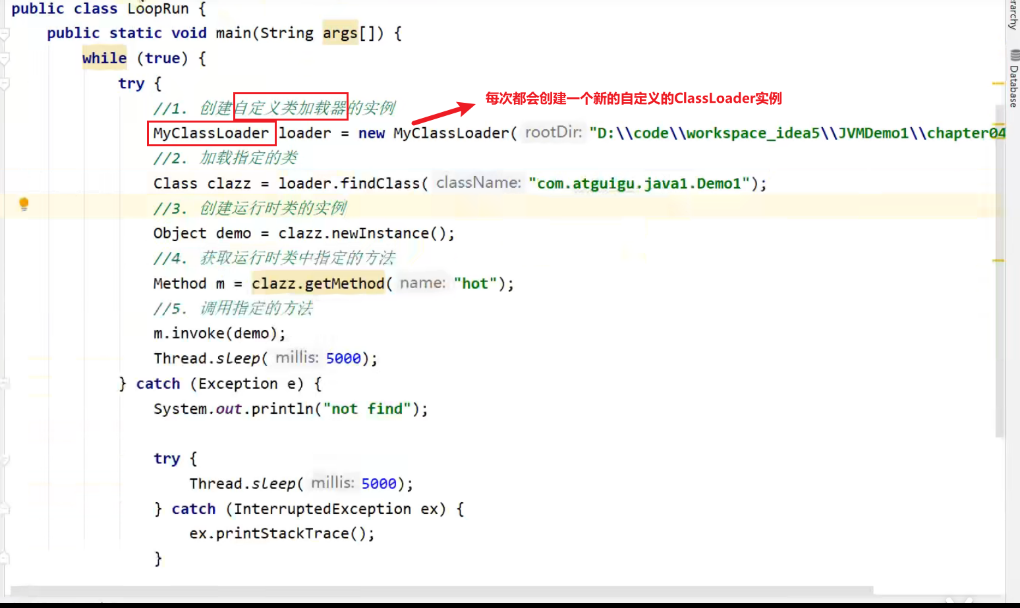 public class LoopRun {
public static void main(String args[]) {
while (true) {
try {
//1. 创建自定义类加载器的实例
每次都会创建一个新的自定义的ClassLoader实例
MyClassLoader loader = new MyClassLoader( rootDir: "D:\\code\\workspace_idea5\\JVMDemo1\\chapter04
//2. 加载指定的类
Class clazz = loader.findClass( className: "com.atguigu.java1.Demo1");
//3. 创建运行时类的实例
Object demo = clazz.newInstance();
//4. 获取运行时类中指定的方法
Method m = clazz.getMethod( name: "hot");
//5. 调用指定的方法
m.invoke(demo);
Thread.sleep( millis: 5000);
} catch (Exception e) {
System.out.println("not find");
try {
Thread.sleep( millis: 5000);
} catch (InterruptedException ex) {
ex.printStackTrace();
}
rarchy
Database